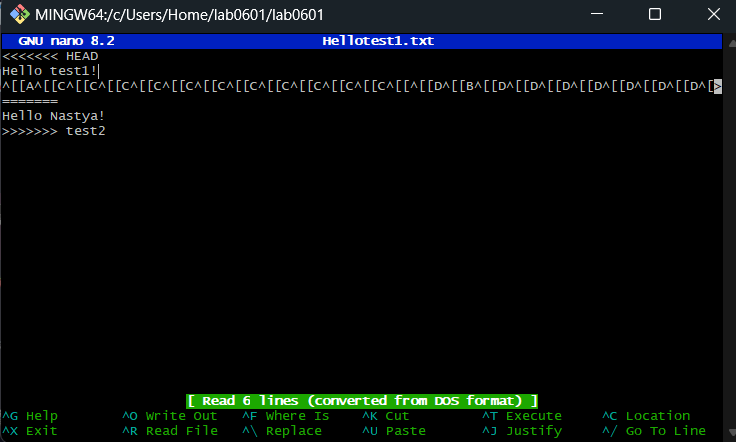 MINGW64:/c/Users/Home/lab0601/lab0601
GNU nano 8.2 Hellotest1.txt
<<<<<<< HEAD
Hello test1!
^[[A^[[C^[[C^[[C^[[C^[[C^[[C^[[C^[[C^[[C^[[C^[[C^[[C^[[^[[D^[[B^[[D^[[D^[[D^[[D^[[D^[[D^[[D^[>
=======
Hello Nastya!
>>>>>>> test2
[ Read 6 lines (converted from DOS format) ]
^G Help ^O Write Out ^F Where Is ^K Cut ^T Execute ^C Location
^X Exit ^R Read File ^\ Replace ^U Paste ^J Justify ^/ Go To Line